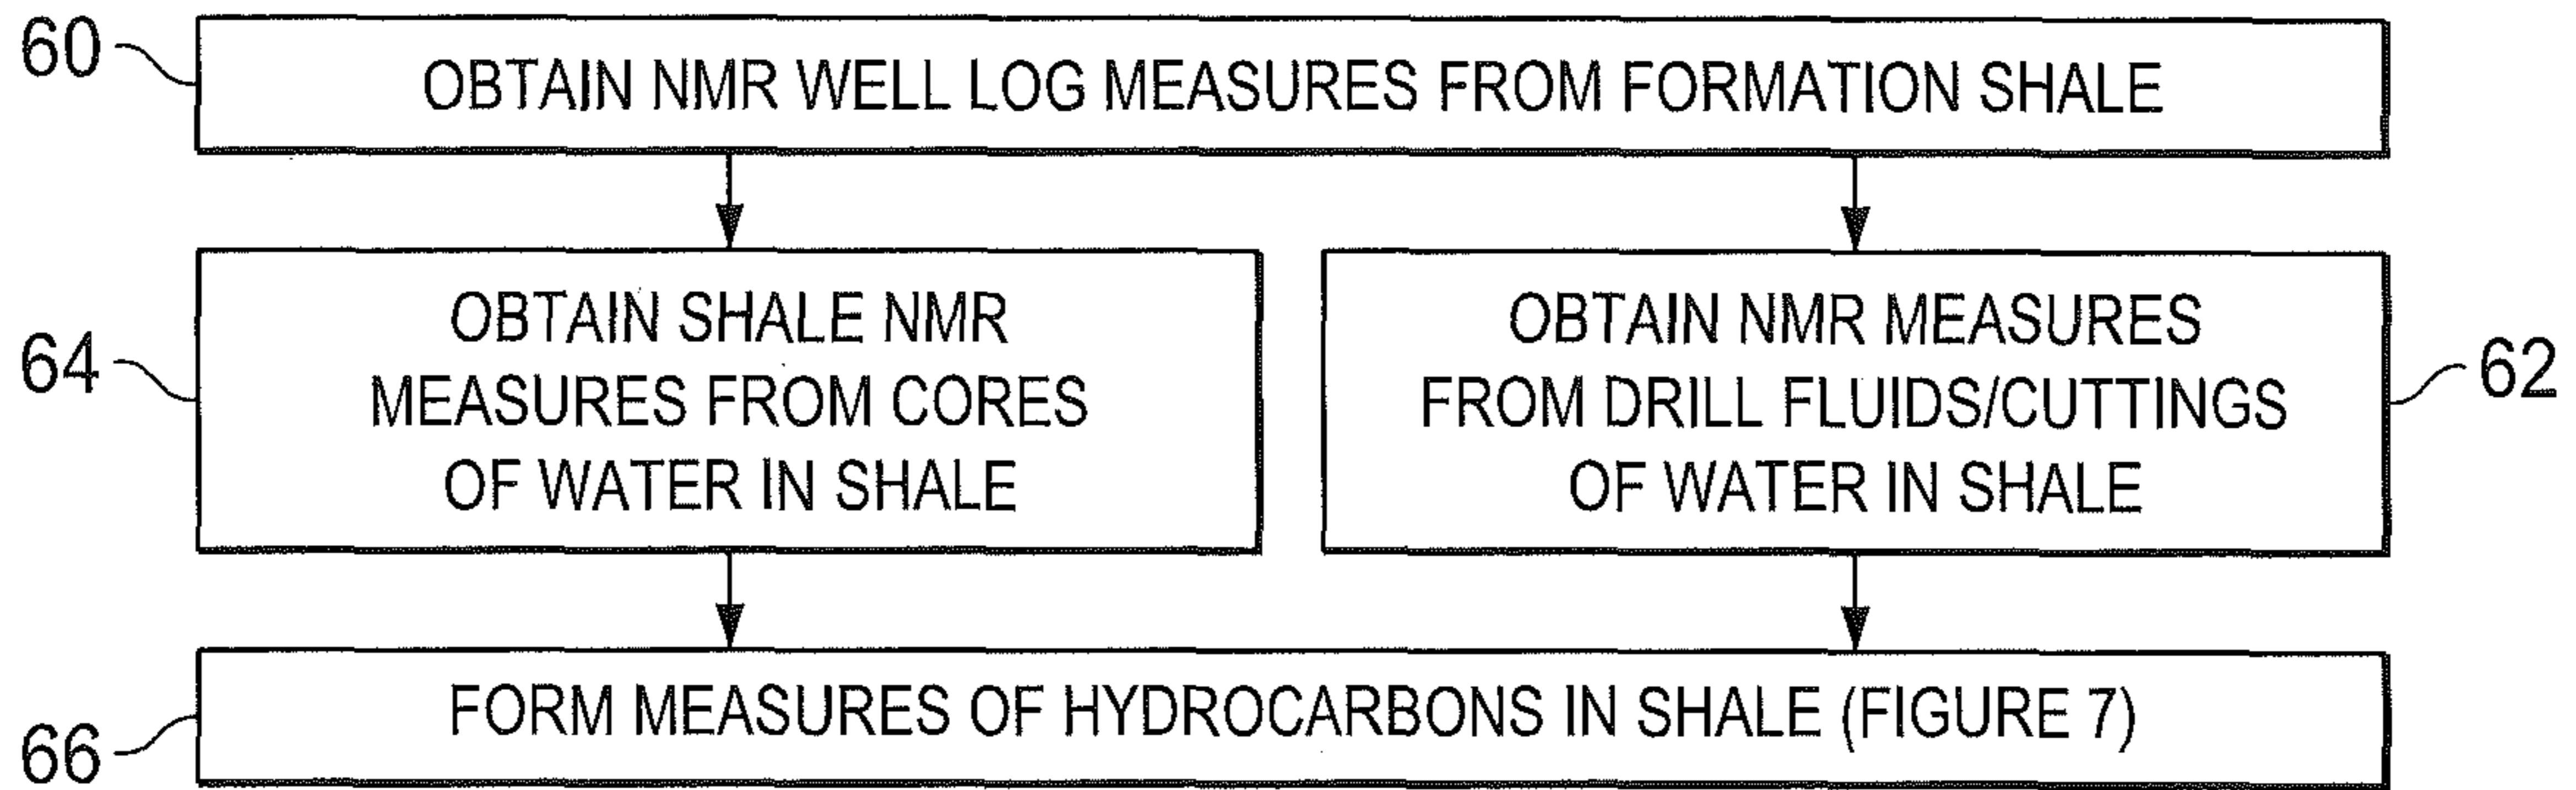 60
OBTAIN NMR WELL LOG MEASURES FROM FORMATION SHALE
64
OBTAIN SHALE NMR
MEASURES FROM CORES
OF WATER IN SHALE
OBTAIN NMR MEASURES
FROM DRILL FLUIDS/CUTTINGS
OF WATER IN SHALE
62
66
FORM MEASURES OF HYDROCARBONS IN SHALE (FIGURE 7)